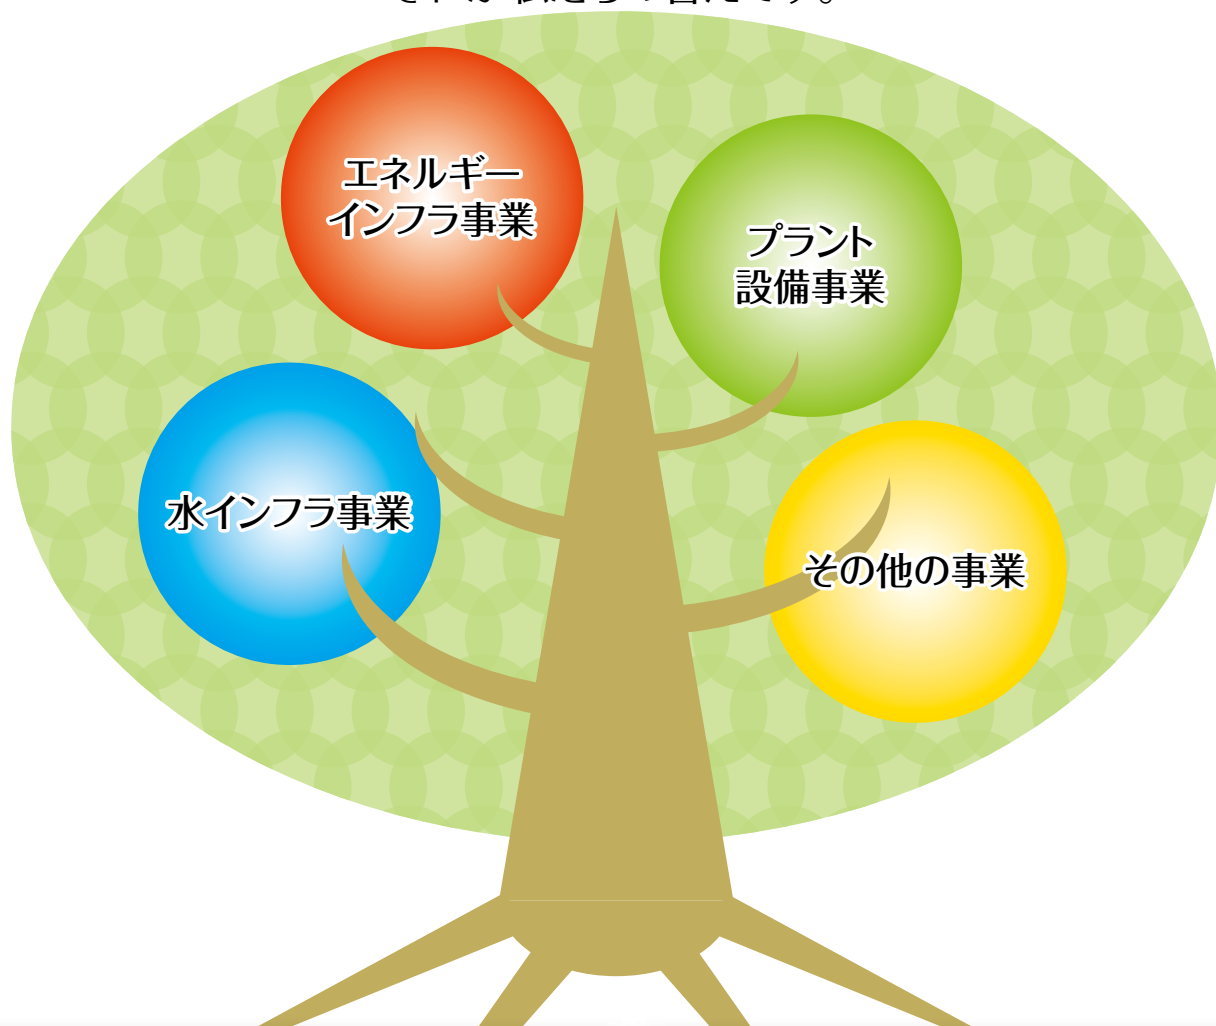 エネルギー
インフラ事業
プラント
設備事業
水インフラ事業
その他の事業